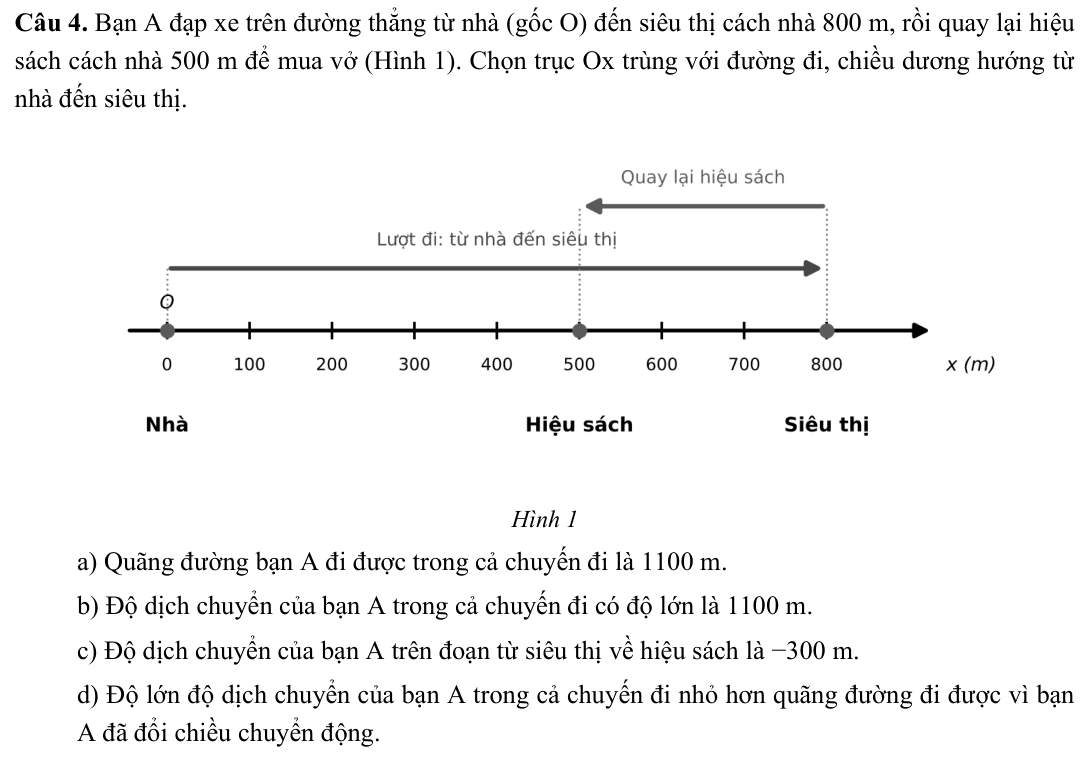 Câu 4. Bạn A đạp xe trên đường thẳng từ nhà (gốc O) đến siêu thị cách nhà 800 m, rồi quay lại hiệu
sách cách nhà 500 m để mua vở (Hình 1). Chọn trục Ox trùng với đường đi, chiều dương hướng từ
nhà đến siêu thị.
Quay lại hiệu sách
Lượt đi: từ nhà đến siêu thị
O
0 100 200 300 400 500 600 700 800 x (m)
Nhà Hiệu sách Siêu thị
Hình 1
a) Quãng đường bạn A đi được trong cả chuyến đi là 1100 m.
b) Độ dịch chuyển của bạn A trong cả chuyến đi có độ lớn là 1100 m.
c) Độ dịch chuyển của bạn A trên đoạn từ siêu thị về hiệu sách là −300 m.
d) Độ lớn độ dịch chuyển của bạn A trong cả chuyến đi nhỏ hơn quãng đường đi được vì bạn
A đã đổi chiều chuyển động.